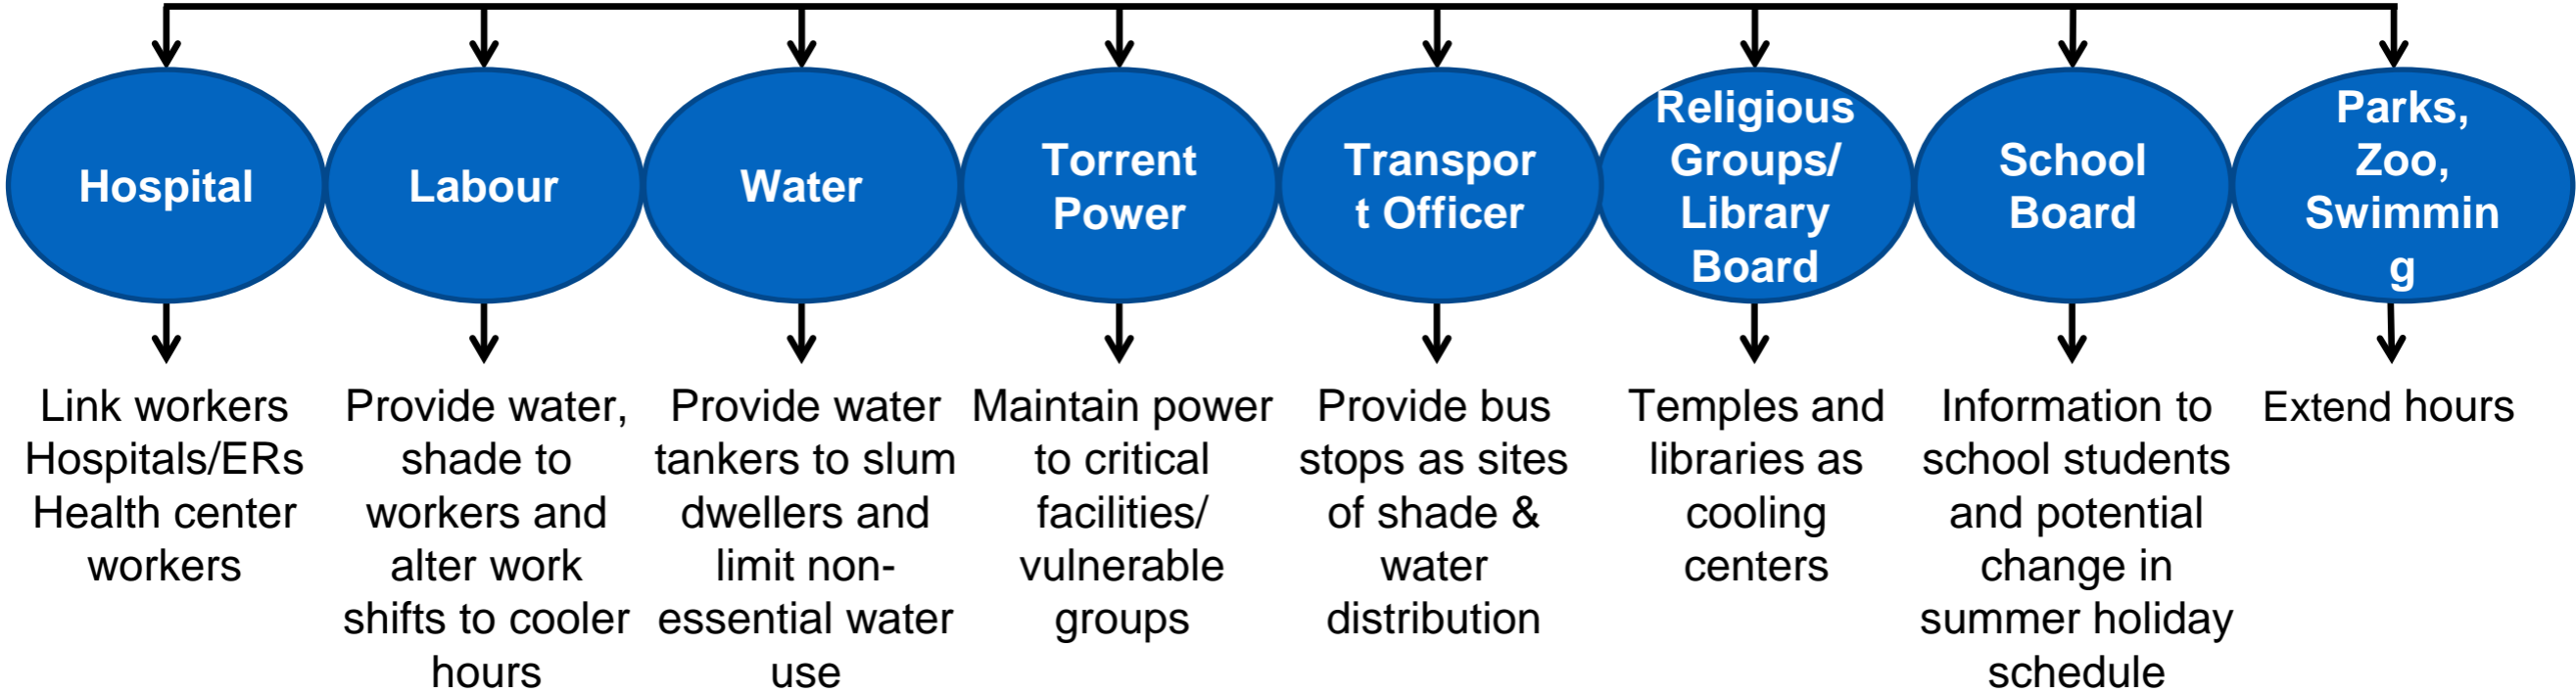 Hospital
Labour
Water
Torrent
Power
Transpor
t Officer
Religious
Groups/
Library
Board
School
Board
Parks,
Zoo,
Swimmin
g
Link workers
Hospitals/ERs
Health center
workers
Provide water,
shade to
workers and
alter work
shifts to cooler
hours
Provide water
tankers to slum
dwellers and
limit non-
essential water
use
Maintain power
to critical
facilities/
vulnerable
groups
Provide bus
stops as sites
of shade &
water
distribution
Temples and
libraries as
cooling
centers
Information to
school students
and potential
change in
summer holiday
schedule
Extend hours